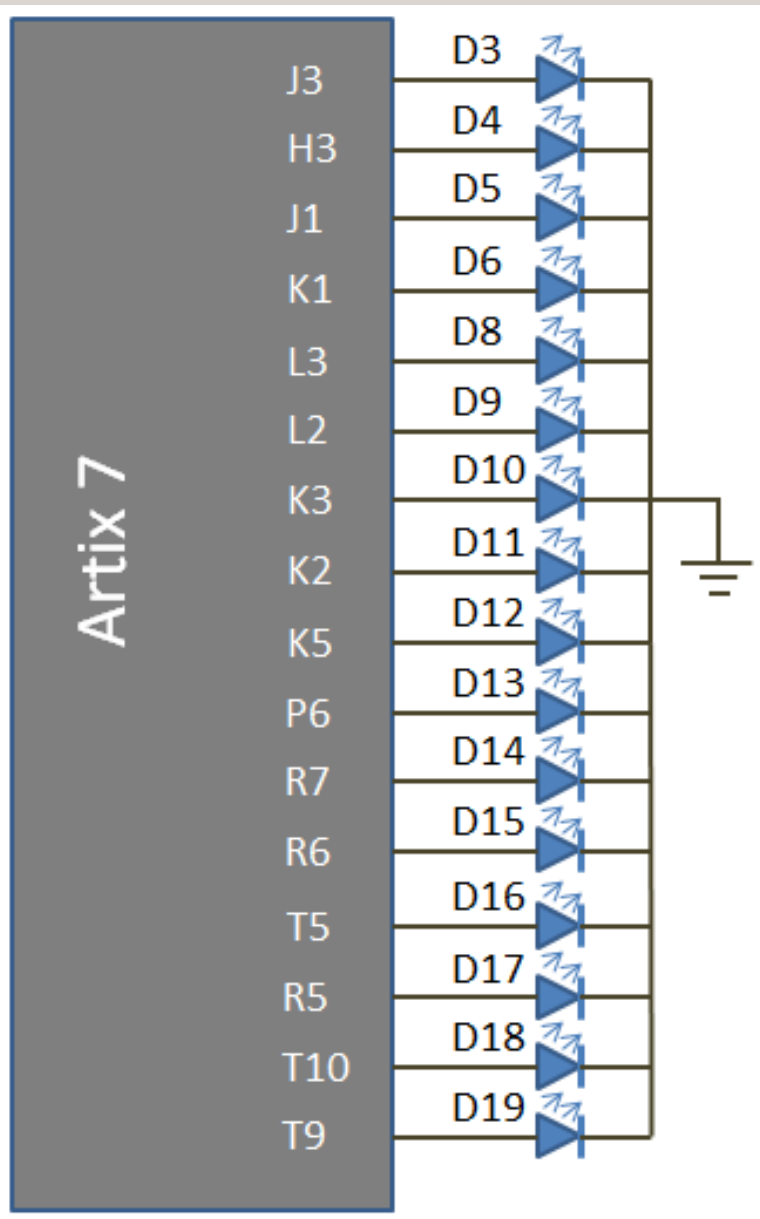 Artix 7
J3 D3
H3 D4
J1 D5
K1 D6
L3 D8
L2 D9
K3 D10
K2 D11
K5 D12
P6 D13
R7 D14
R6 D15
T5 D16
R5 D17
T10 D18
T9 D19